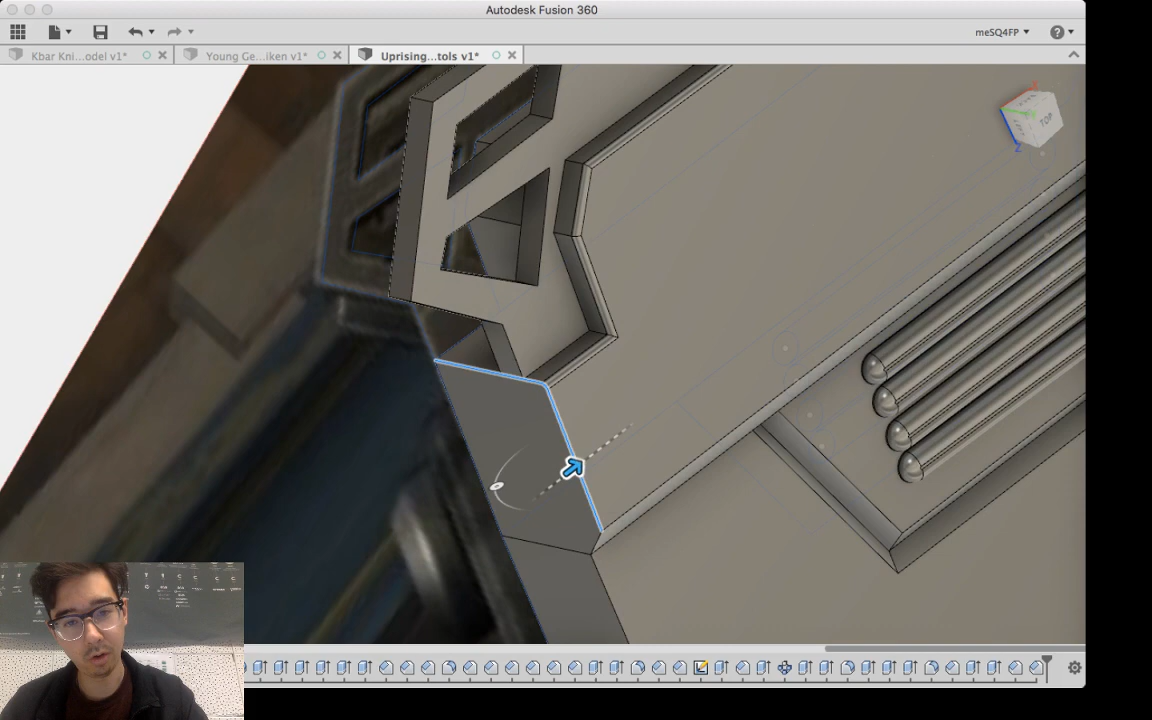 Autodesk Fusion 360
meSQ4FP
Kbar Kni...odel v1*
Young Ge...iken v1*
Uprising...tols v1*
TOP